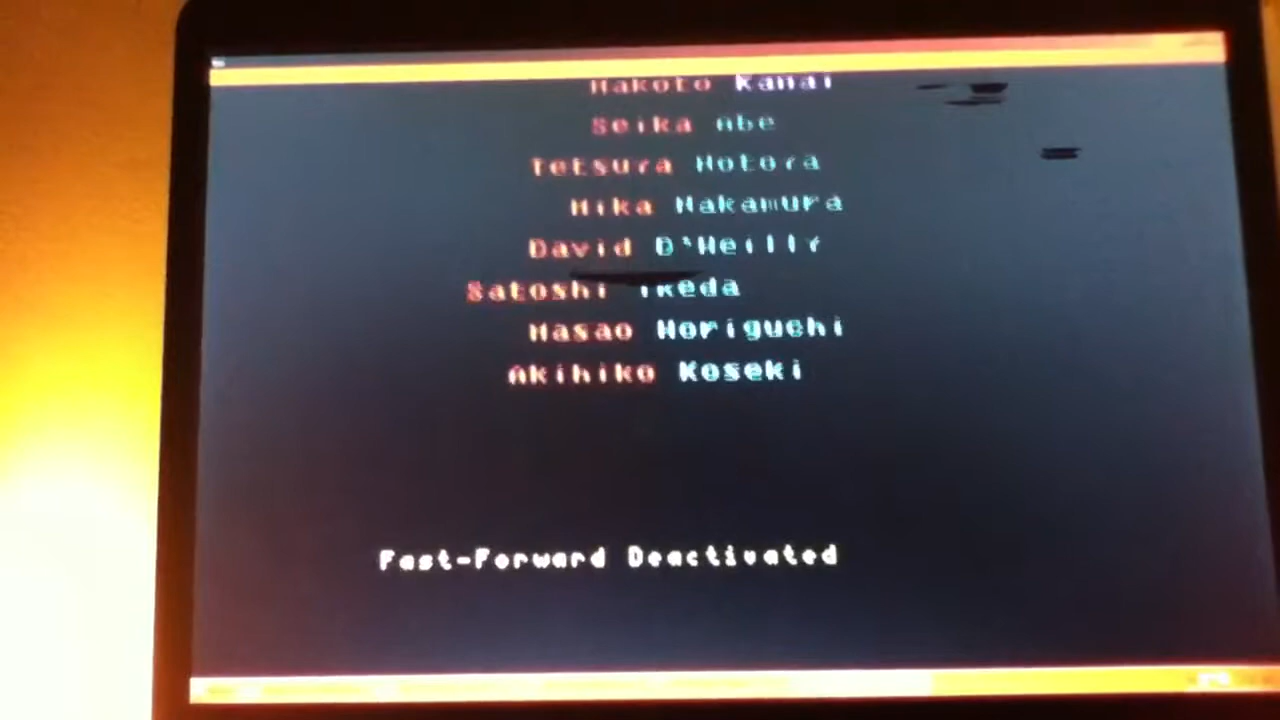 Makoto Kanai
Seika Abe
Tetsura Motora
Mika Nakamura
David O'Neilly
Satoshi Ikeda
Masao Horiguchi
Akihiko Koseki
Fast-Forward Deactivated